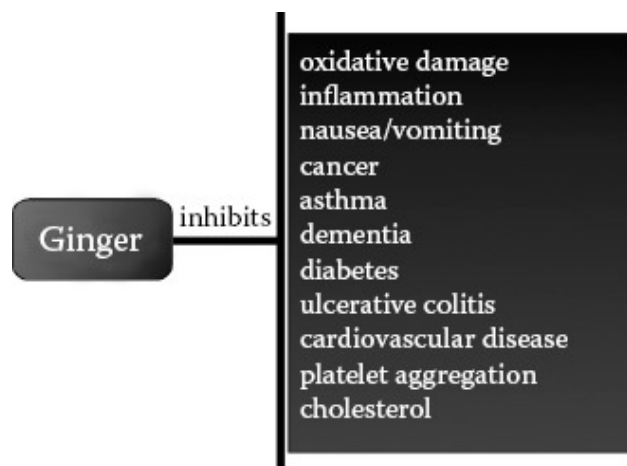 Ginger
inhibits
oxidative damage
inflammation
nausea/vomiting
cancer
asthma
dementia
diabetes
ulcerative colitis
cardiovascular disease
platelet aggregation
cholesterol